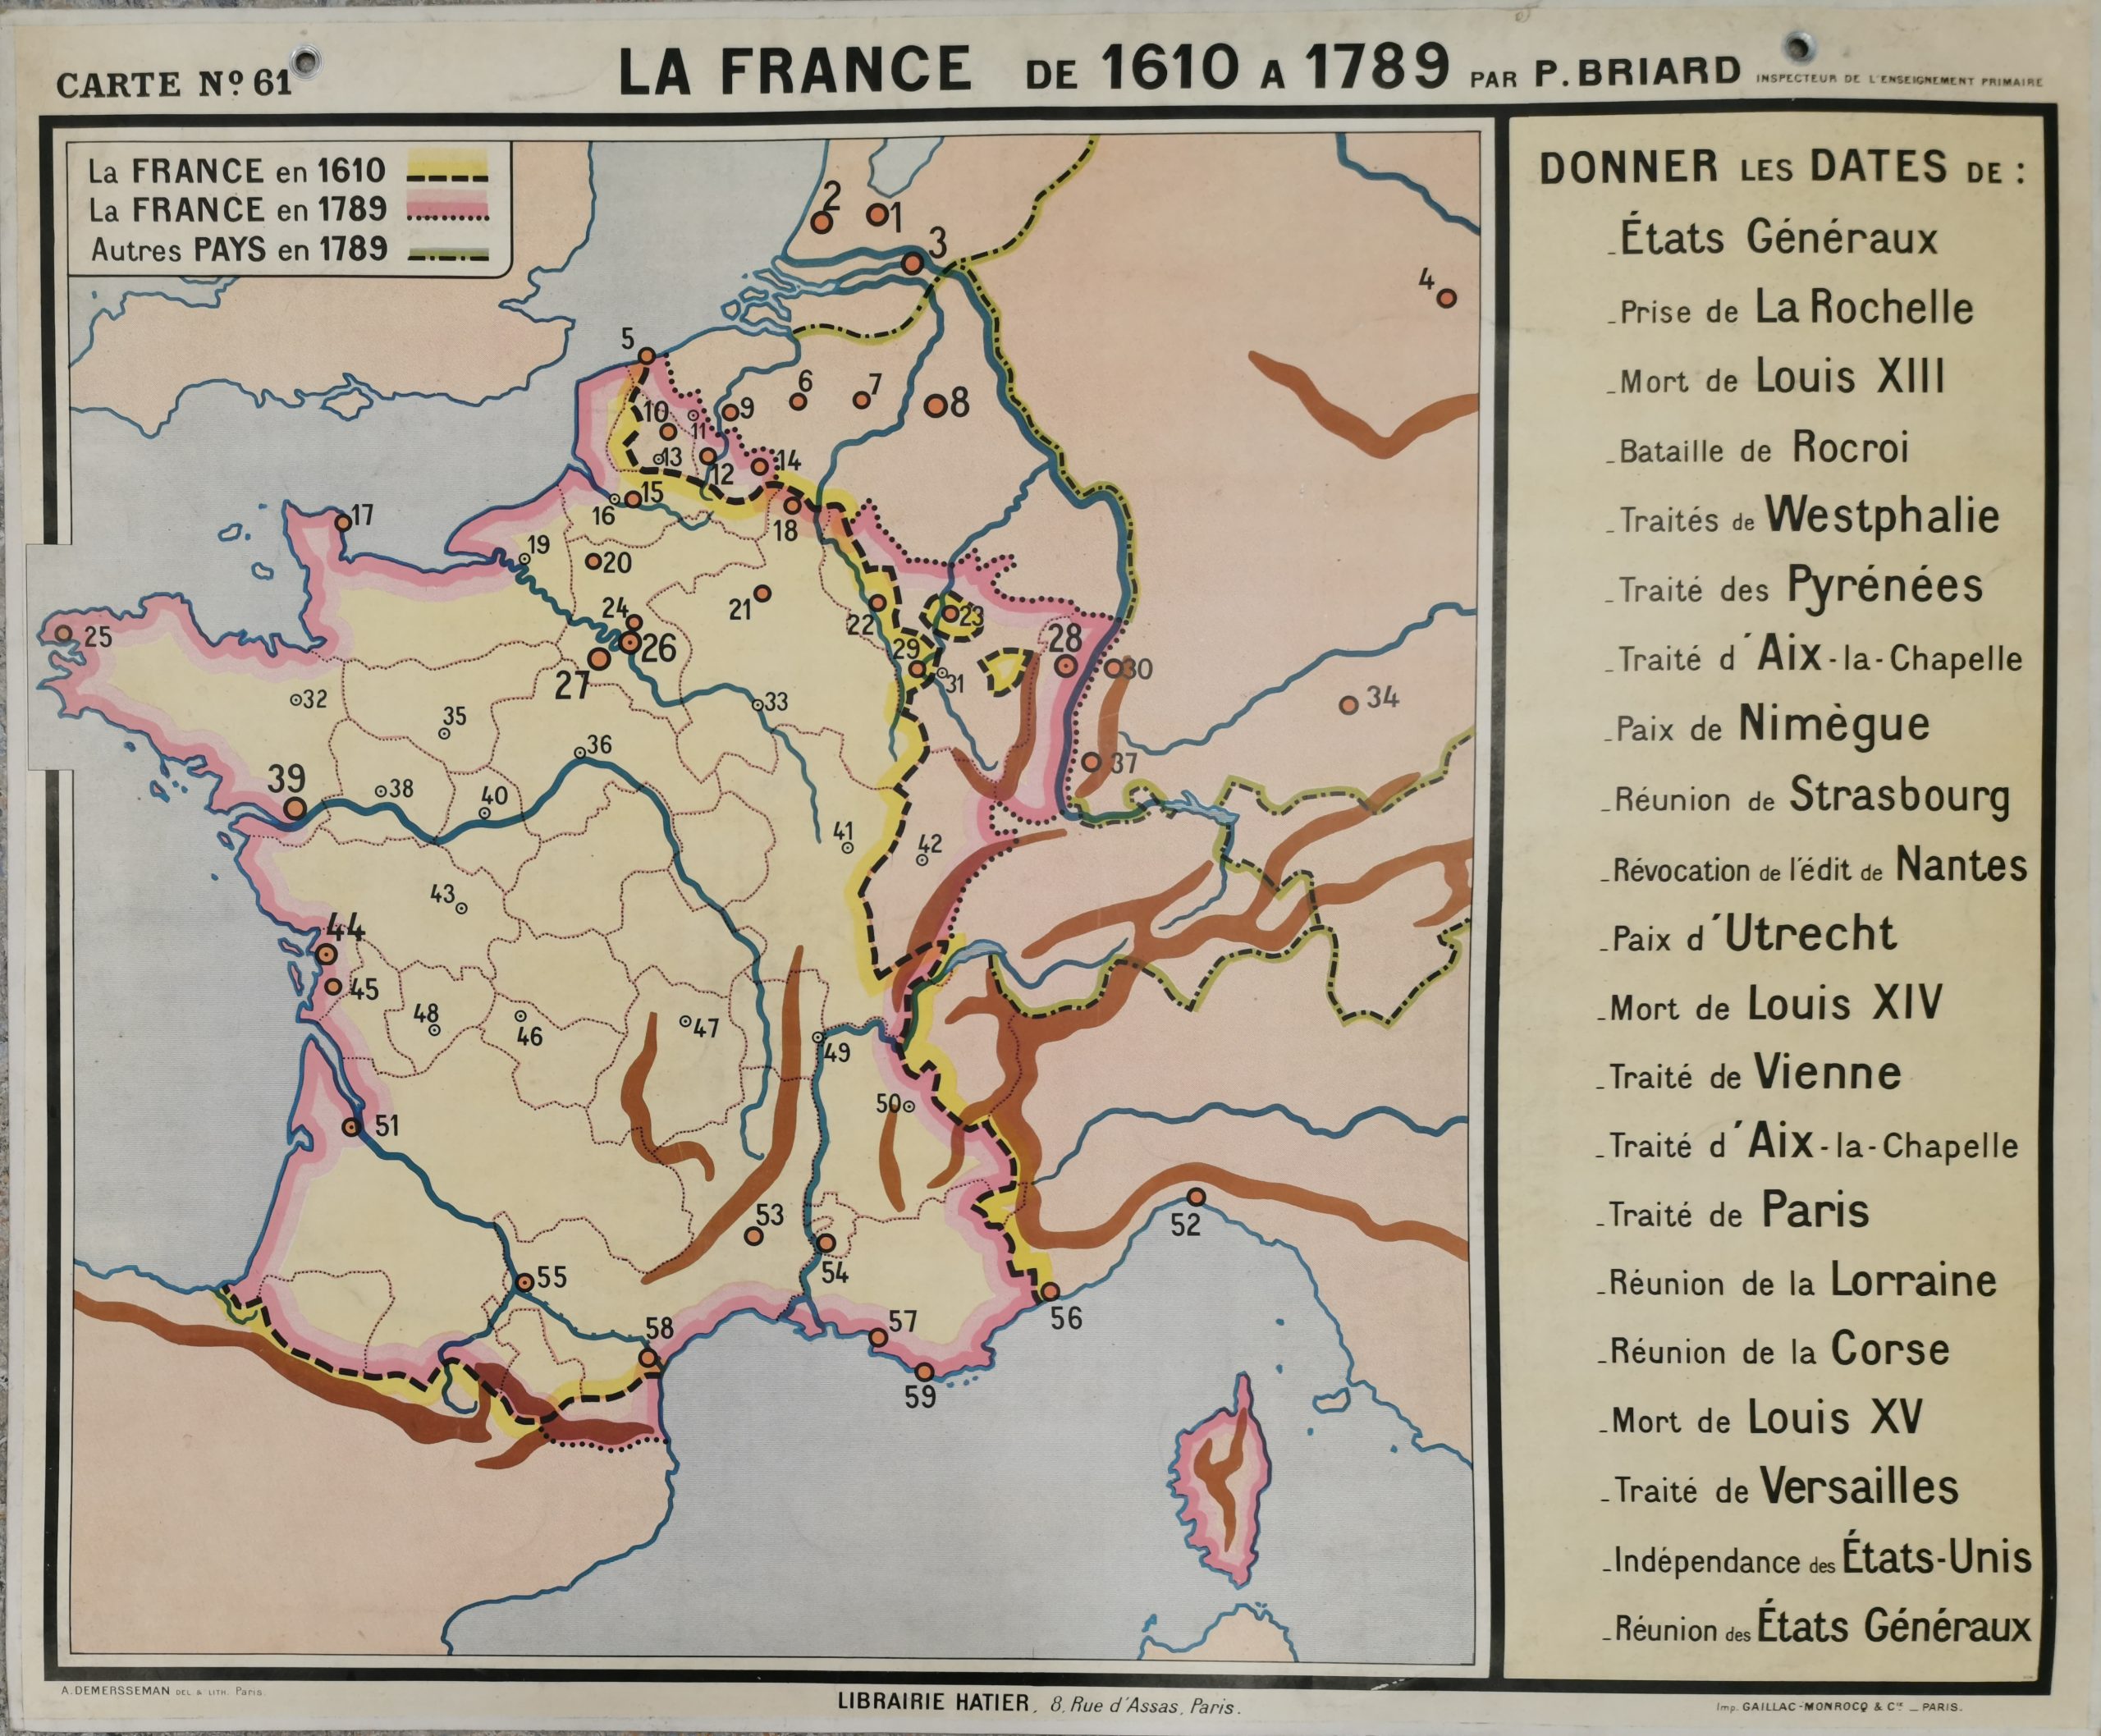 CARTE Nº 61
LA FRANCE DE 1610 A 1789 PAR P. BRIARD INSPECTEUR DE L'ENSEIGNEMENT PRIMAIRE
La FRANCE en 1610
La FRANCE en 1789
Autres PAYS en 1789
2
1
3
4
5
6
7
8
9
10
11
12
13
14
15
16
17
18
19
20
21
22
23
24
25
26
27
28
29
30
31
32
33
34
35
36
37
38
39
40
41
42
43
44
45
46
47
48
49
50
51
52
53
54
55
56
57
58
59
DONNER LES DATES DE :
_États Généraux
_Prise de La Rochelle
_Mort de Louis XIII
_Bataille de Rocroi
_Traités de Westphalie
_Traité des Pyrénées
_Traité d'Aix-la-Chapelle
_Paix de Nimègue
_Réunion de Strasbourg
_Révocation de l'édit de Nantes
_Paix d'Utrecht
_Mort de Louis XIV
_Traité de Vienne
_Traité d'Aix-la-Chapelle
_Traité de Paris
_Réunion de la Lorraine
_Réunion de la Corse
_Mort de Louis XV
_Traité de Versailles
_Indépendance des États-Unis
_Réunion des États Généraux
A. DEMERSSEMAN DEL & LITH. Paris.
LIBRAIRIE HATIER, 8, Rue d'Assas, Paris.
Imp. GAILLAC-MONROCQ & Cie _ PARIS.